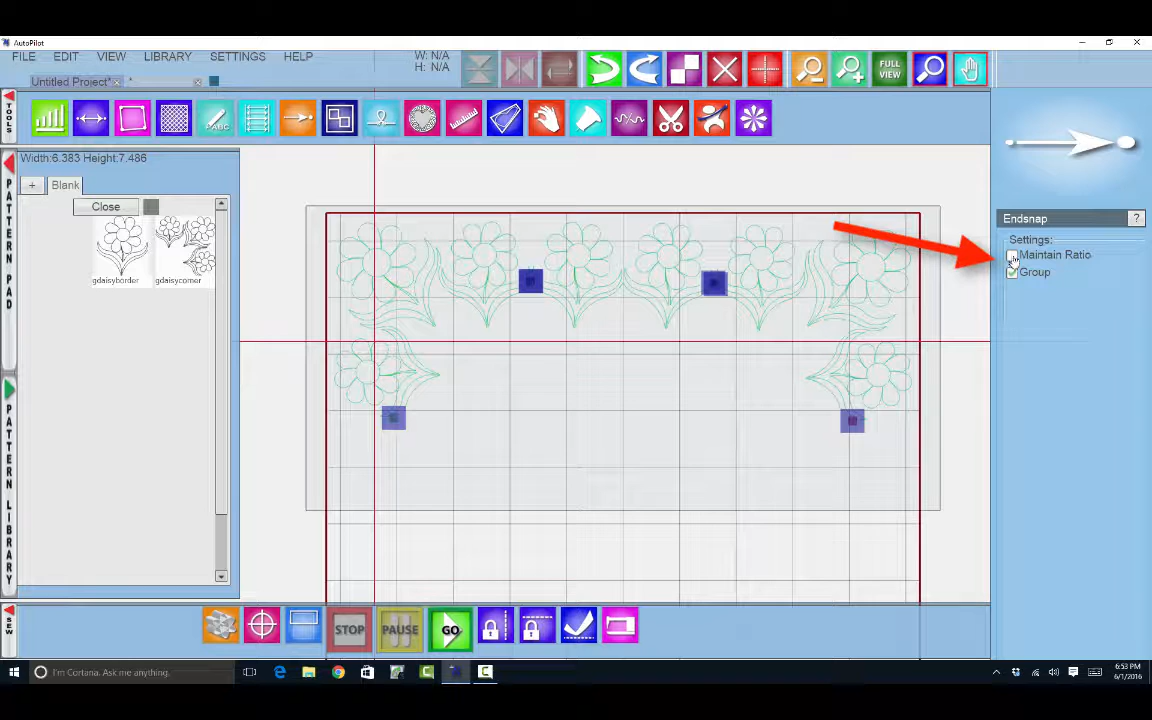 AutoPilot
FILE EDIT VIEW LIBRARY SETTINGS HELP
W: N/A
H: N/A
FULL
VIEW
Untitled Project*
TOOLS
ABC
Width:6.383 Height:7.486
+ Blank
Close
gdaisyborder gdaisycorner
PATTERN PAD
PATTERN LIBRARY
Endsnap ?
Settings:
Maintain Ratio
Group
SEW
STOP PAUSE GO
I'm Cortana. Ask me anything.
6:53 PM
6/1/2016